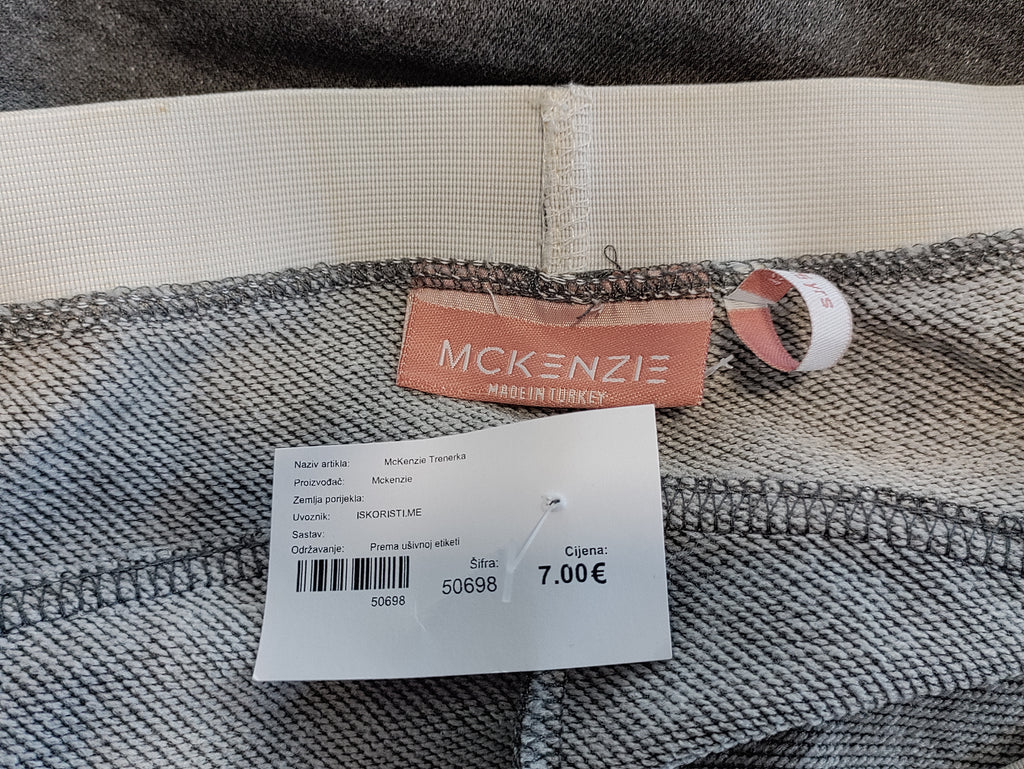 MCKENZIE
MADE IN TURKEY
Naziv artikla: McKenzie Trenerka
Proizvođač: Mckenzie
Zemlja porijekla:
Uvoznik: ISKORISTI.ME
Sastav:
Održavanje: Prema ušivnoj etiketi
50698
Šifra:
50698
Cijena:
7.00€